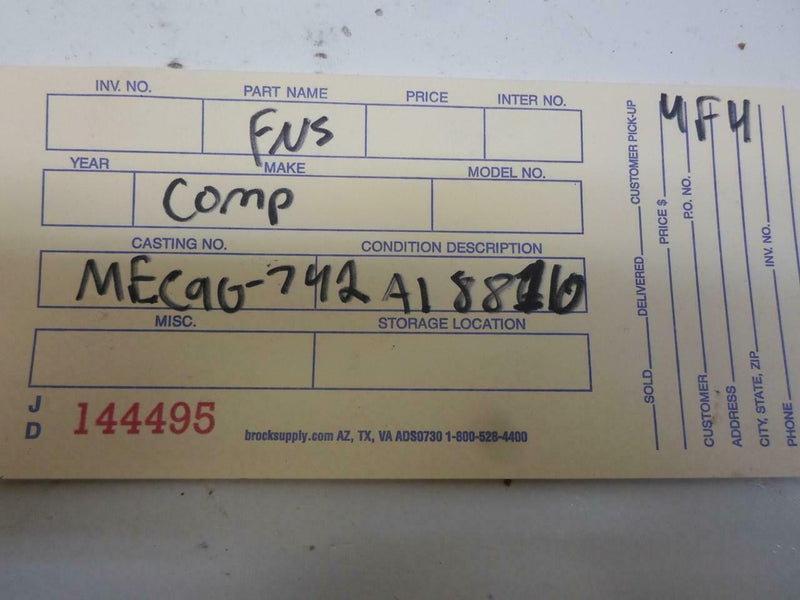 INV. NO. PART NAME PRICE INTER NO.
FNS
YEAR MAKE MODEL NO.
Comp
CASTING NO. CONDITION DESCRIPTION
MEC90-742 A1
MISC. STORAGE LOCATION
J D 144495
brocksupply.com AZ, TX, VA ADS0730 1-800-528-4400
SOLD DELIVERED CUSTOMER PICK-UP
PRICE $
P.O. NO.
CUSTOMER
ADDRESS
CITY, STATE, ZIP
INV. NO.
PHONE
4F4